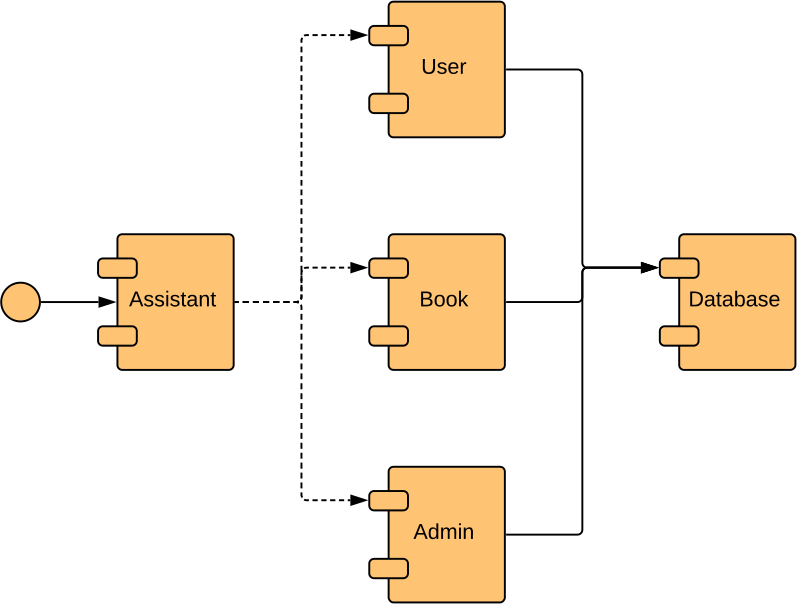 User
Assistant
Book
Database
Admin